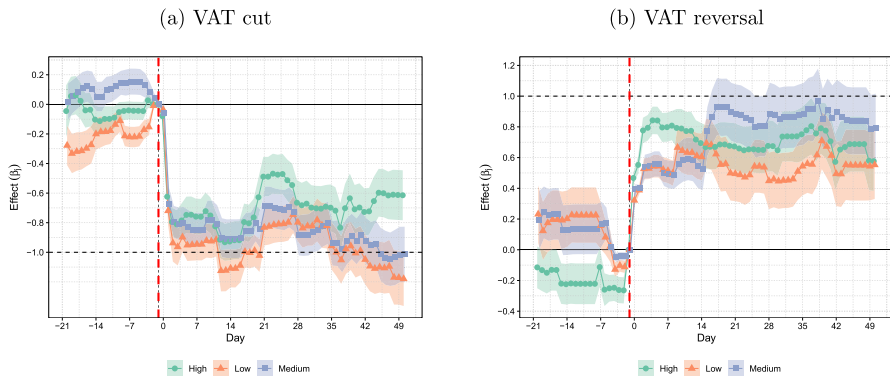 (a) VAT cut
(b) VAT reversal
Effect (βj)
0.2
0.0
−0.2
−0.4
−0.6
−0.8
−1.0
−21 −14 −7 0 7 14 21 28 35 42 49
Day
High Low Medium
Effect (βj)
1.2
1.0
0.8
0.6
0.4
0.2
0.0
−0.2
−0.4
−21 −14 −7 0 7 14 21 28 35 42 49
Day
High Low Medium